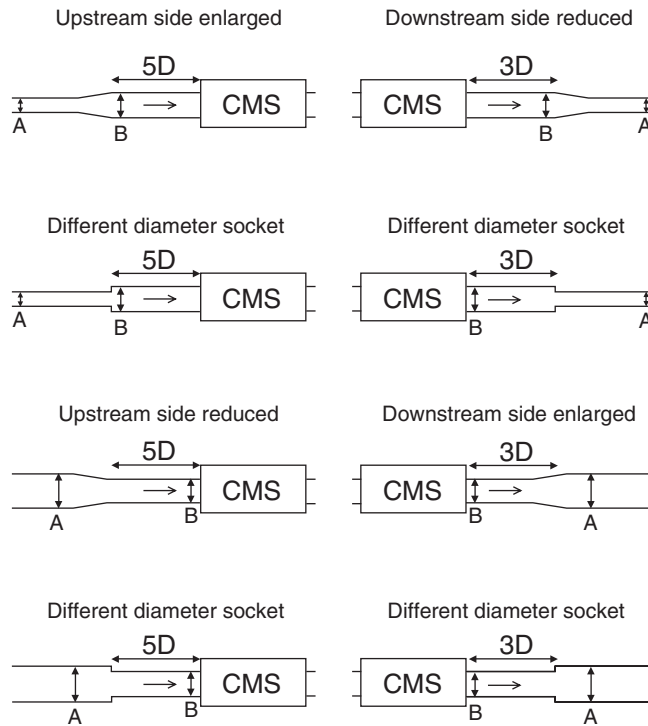 Upstream side enlarged
Downstream side reduced
5D
3D
CMS
CMS
A
B
B
A
Different diameter socket
Different diameter socket
5D
3D
CMS
CMS
A
B
B
A
Upstream side reduced
Downstream side enlarged
5D
3D
CMS
CMS
A
B
B
A
Different diameter socket
Different diameter socket
5D
3D
CMS
CMS
A
B
B
A